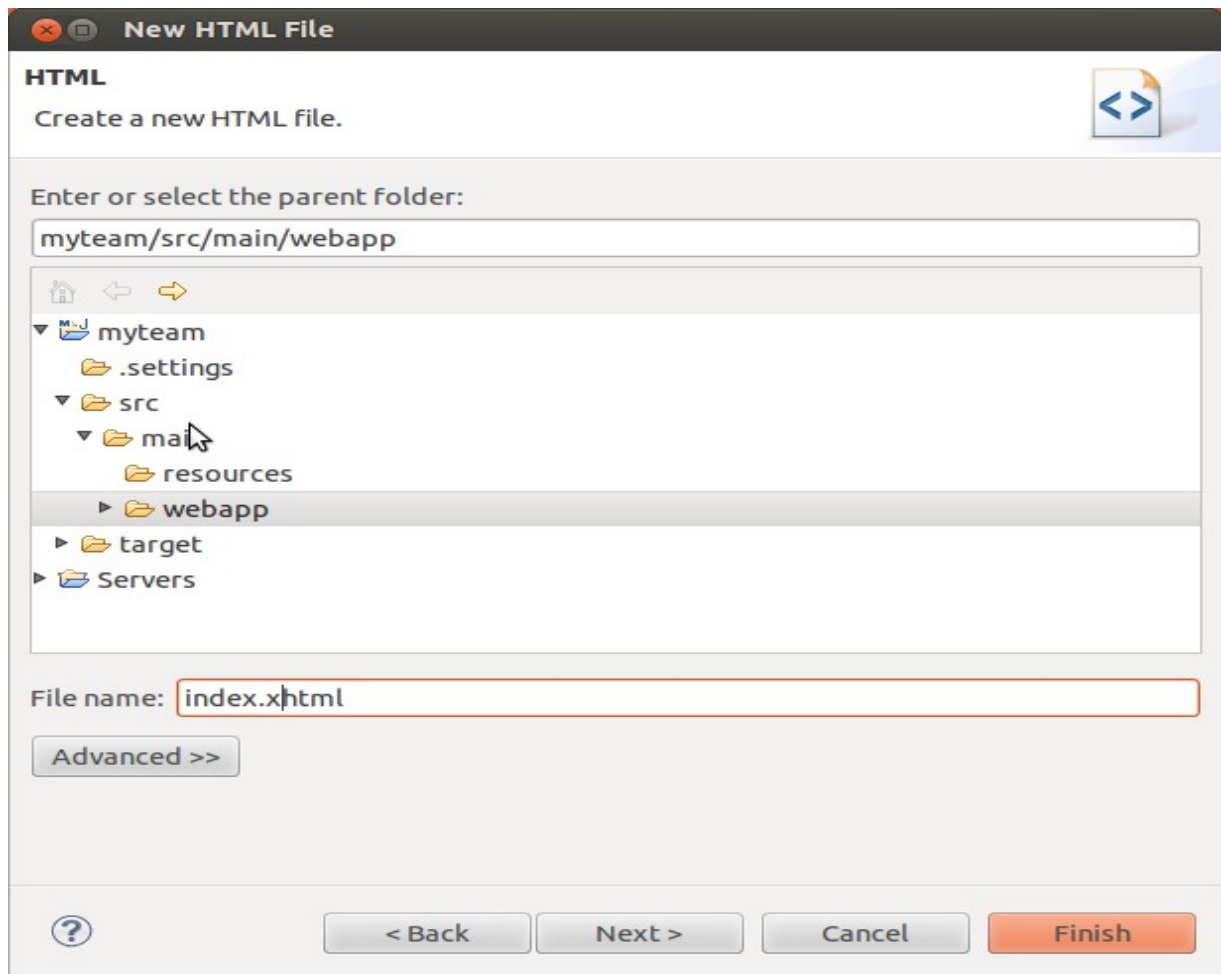 New HTML File
HTML
Create a new HTML file.
<>
Enter or select the parent folder:
myteam/src/main/webapp
myteam
.settings
src
mai
resources
webapp
target
Servers
File name: index.xhtml
Advanced >>
? < Back Next > Cancel Finish